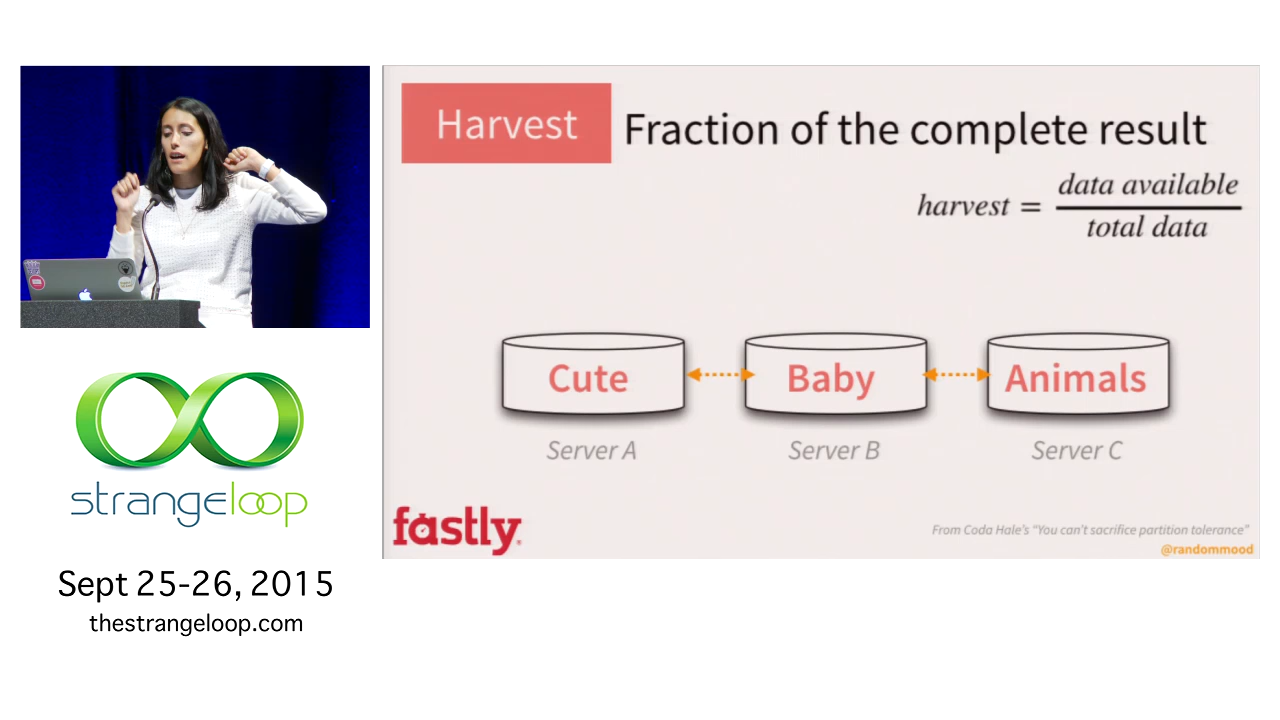 Harvest
Fraction of the complete result
harvest = data available
total data
Cute
Baby
Animals
Server A
Server B
Server C
fastly
From Coda Hale's "You can't sacrifice partition tolerance"
@randommood
strangeloop
Sept 25-26, 2015
thestrangeloop.com